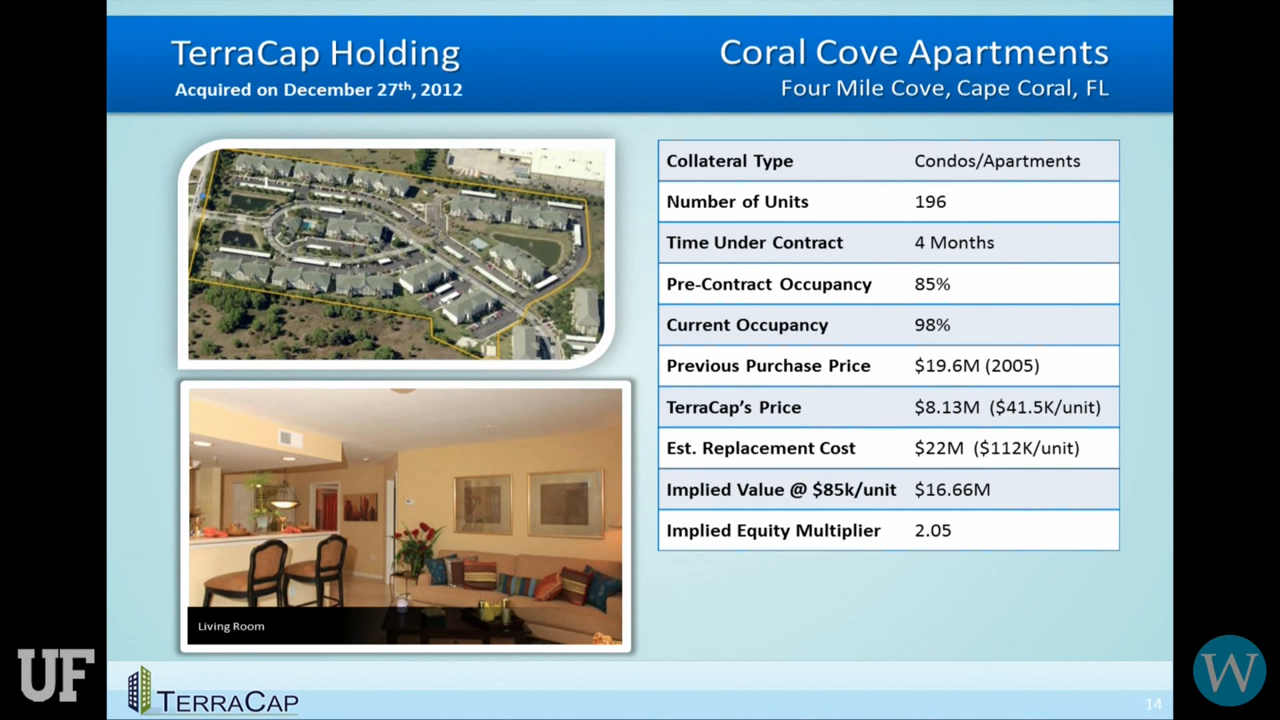 TerraCap Holding
Acquired on December 27th, 2012
Coral Cove Apartments
Four Mile Cove, Cape Coral, FL
Collateral Type Condos/Apartments
Number of Units 196
Time Under Contract 4 Months
Pre-Contract Occupancy 85%
Current Occupancy 98%
Previous Purchase Price $19.6M (2005)
TerraCap’s Price $8.13M ($41.5K/unit)
Est. Replacement Cost $22M ($112K/unit)
Implied Value @ $85k/unit $16.66M
Implied Equity Multiplier 2.05
Living Room
UF
TERRACAP
14
W